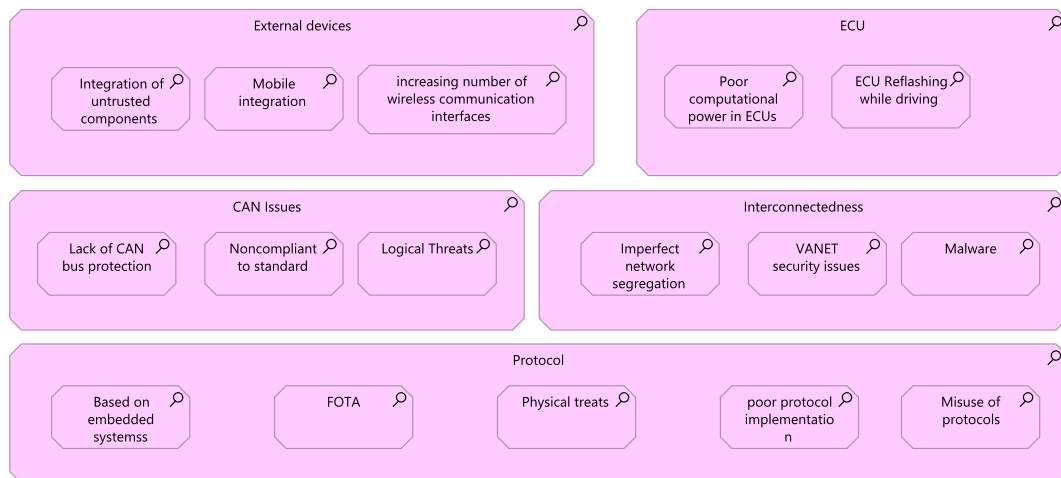 External devices
Integration of
untrusted
components
Mobile
integration
increasing number of
wireless communication
interfaces
ECU
Poor
computational
power in ECUs
ECU Reflashing
while driving
CAN Issues
Lack of CAN
bus protection
Noncompliant
to standard
Logical Threats
Interconnectedness
Imperfect
network
segregation
VANET
security issues
Malware
Protocol
Based on
embedded
systemss
FOTA
Physical treats
poor protocol
implementatio
n
Misuse of
protocols